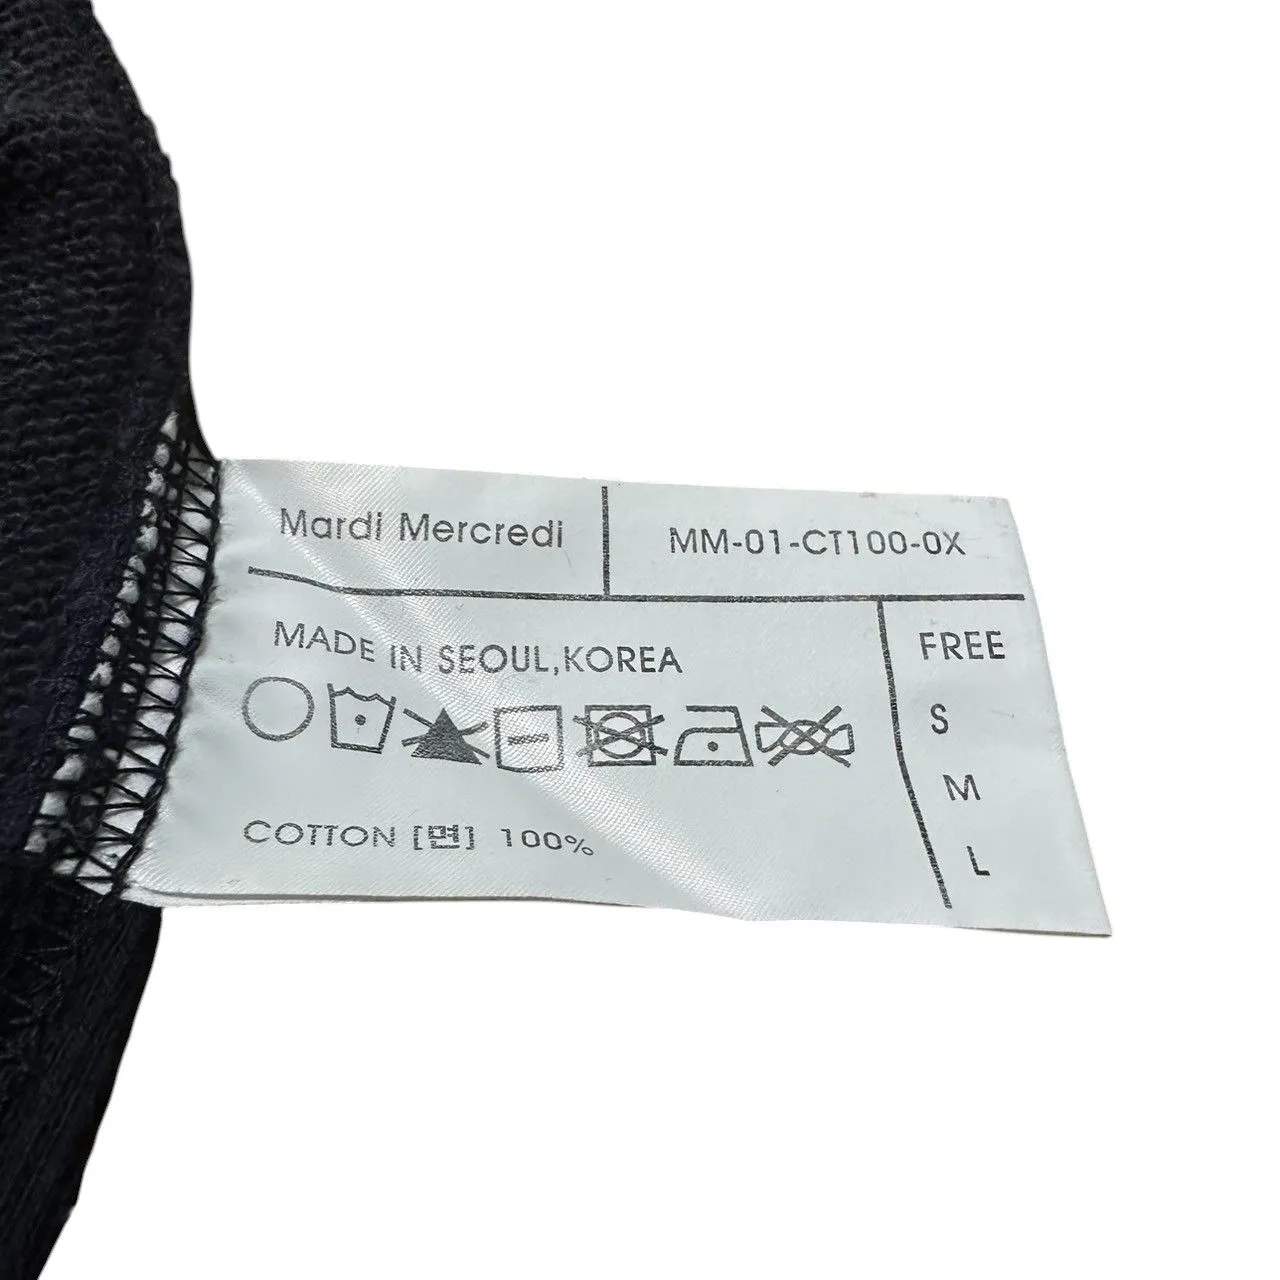 Mardi Mercredi
MM-01-CT100-0X
MADE IN SEOUL,KOREA
COTTON [면] 100%
FREE
S
M
L